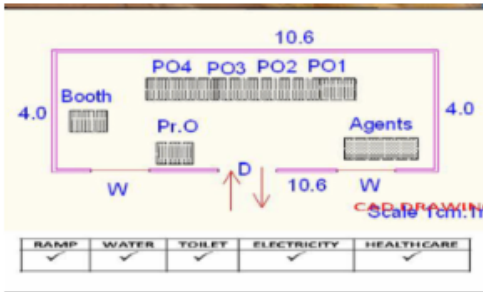 10.6
PO4 PO3 PO2 PO1
Booth
4.0 4.0
Pr.O Agents
D
W 10.6 W
CAD DRAWIN
Scale 1cm:1
RAMP WATER TOILET ELECTRICITY HEALTHCARE
✓ ✓ ✓ ✓ ✓